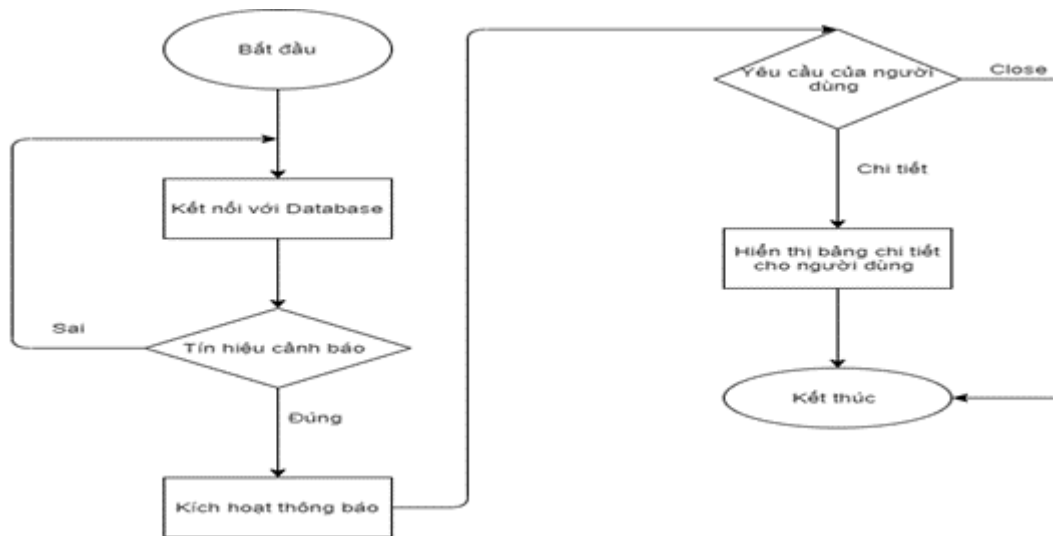 Bắt đầu
Kết nối với Database
Sai
Tín hiệu cảnh báo
Đúng
Kích hoạt thông báo
Yêu cầu của người
dùng
Close
Chi tiết
Hiển thị bảng chi tiết
cho người dùng
Kết thúc